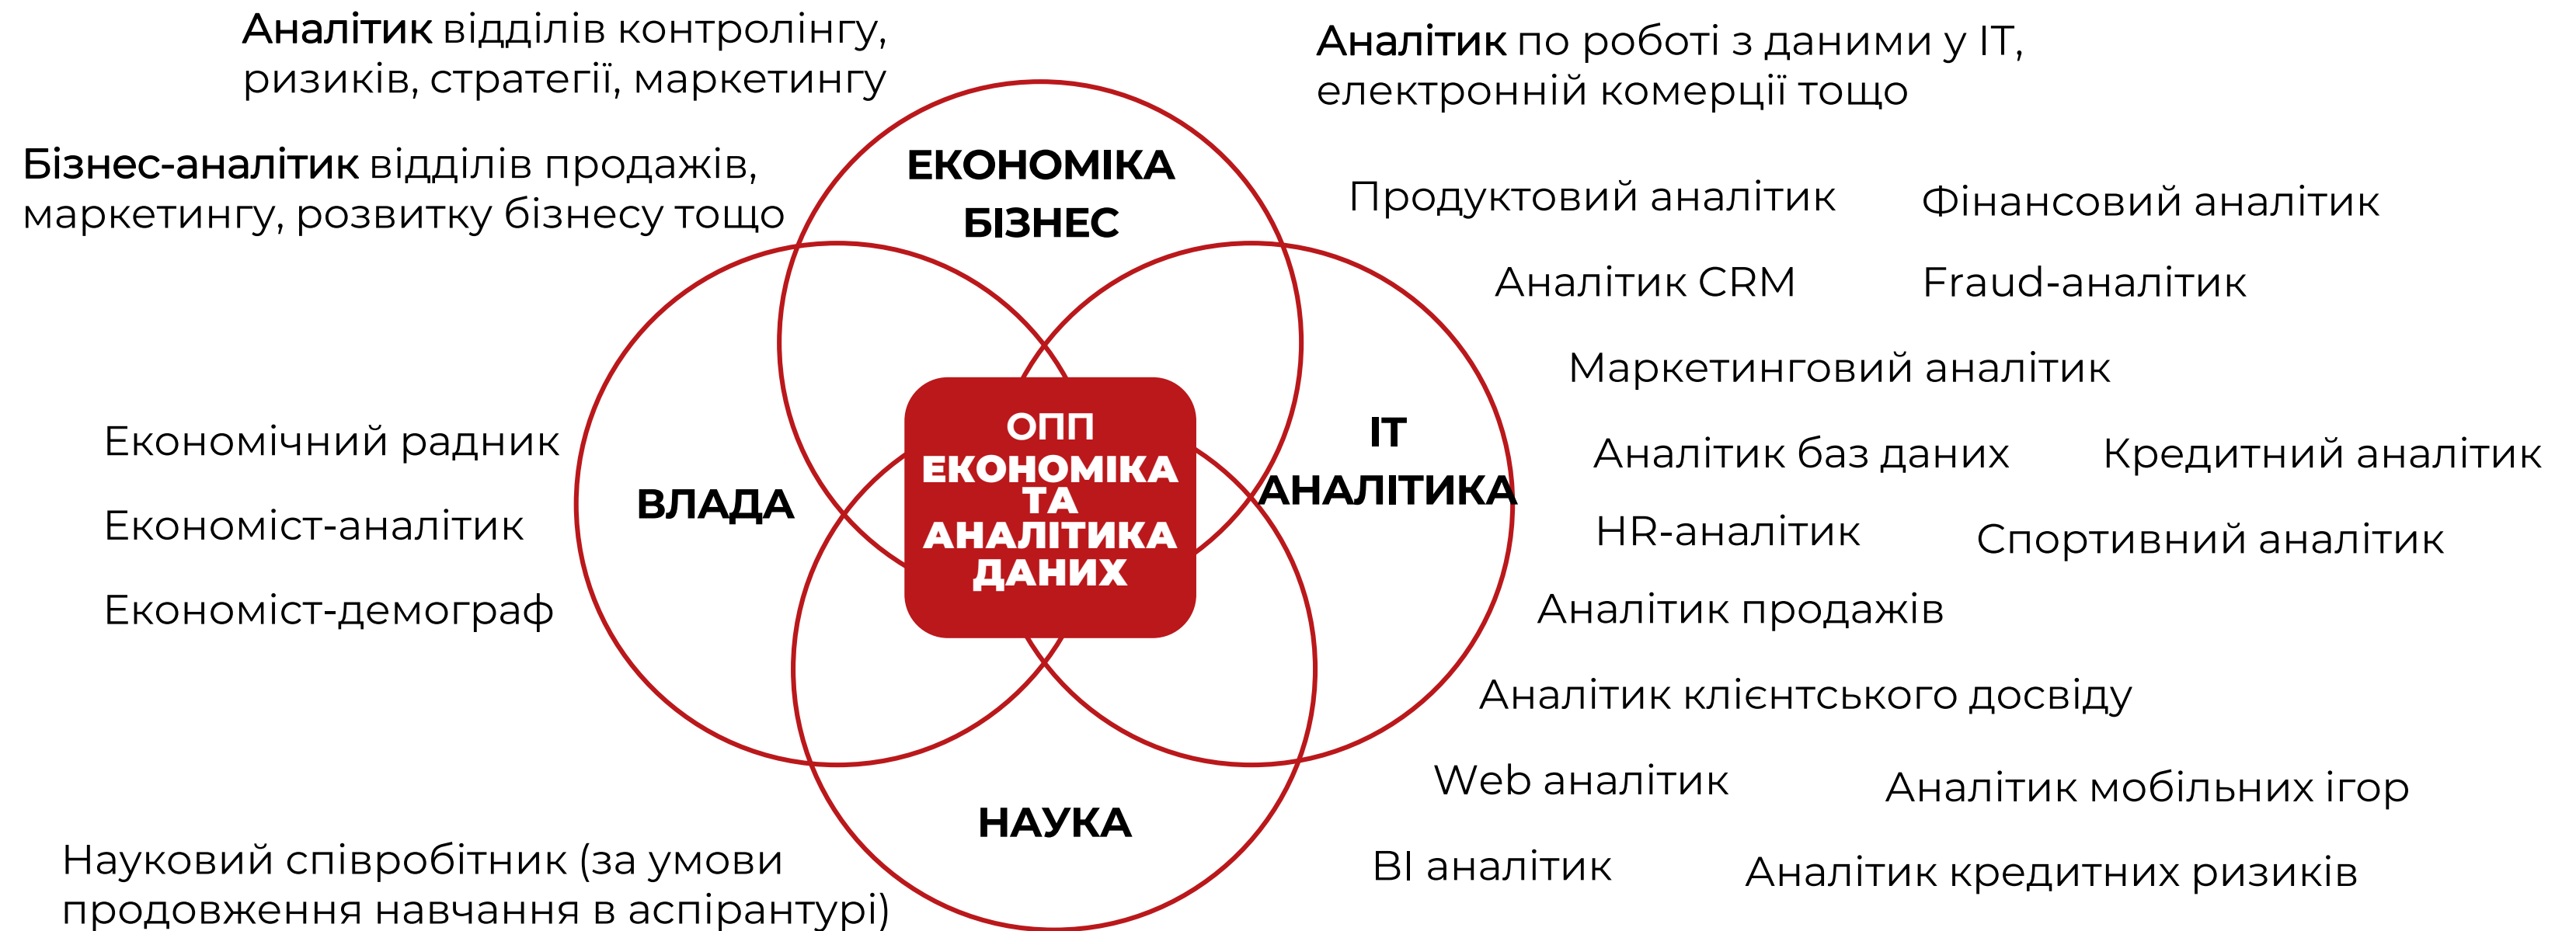 Аналітик відділів контролінгу,
ризиків, стратегії, маркетингу
Бізнес-аналітик відділів продажів,
маркетингу, розвитку бізнесу тощо
Економічний радник
Економіст-аналітик
Економіст-демограф
Науковий співробітник (за умови
продовження навчання в аспірантурі)
ЕКОНОМІКА
БІЗНЕС
ВЛАДА
ОПП
ЕКОНОМІКА
ТА
АНАЛІТИКА
ДАНИХ
ІТ
АНАЛІТИКА
НАУКА
Аналітик по роботі з даними у ІТ,
електронній комерції тощо
Продуктовий аналітик
Фінансовий аналітик
Аналітик CRM
Fraud-аналітик
Маркетинговий аналітик
Аналітик баз даних
Кредитний аналітик
HR-аналітик
Спортивний аналітик
Аналітик продажів
Аналітик клієнтського досвіду
Web аналітик
Аналітик мобільних ігор
BI аналітик
Аналітик кредитних ризиків